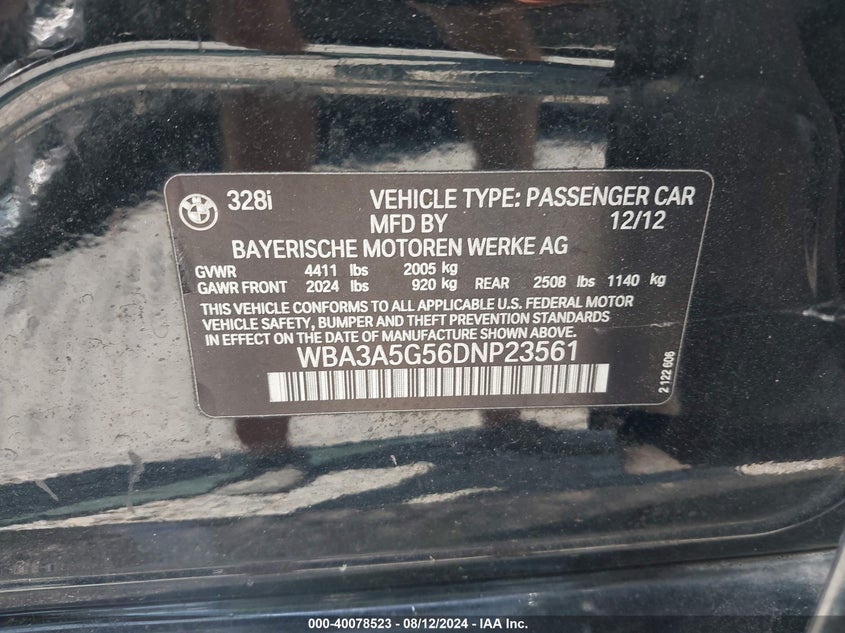 328i VEHICLE TYPE: PASSENGER CAR
MFD BY 12/12
BAYERISCHE MOTOREN WERKE AG
GVWR 4411 lbs 2005 kg
GAWR FRONT 2024 lbs 920 kg REAR 2508 lbs 1140 kg
THIS VEHICLE CONFORMS TO ALL APPLICABLE U.S. FEDERAL MOTOR
VEHICLE SAFETY, BUMPER AND THEFT PREVENTION STANDARDS
IN EFFECT ON THE DATE OF MANUFACTURE SHOWN ABOVE.
WBA3A5G56DNP23561
2 122 606
000-40078523 - 08/12/2024 - IAA Inc.